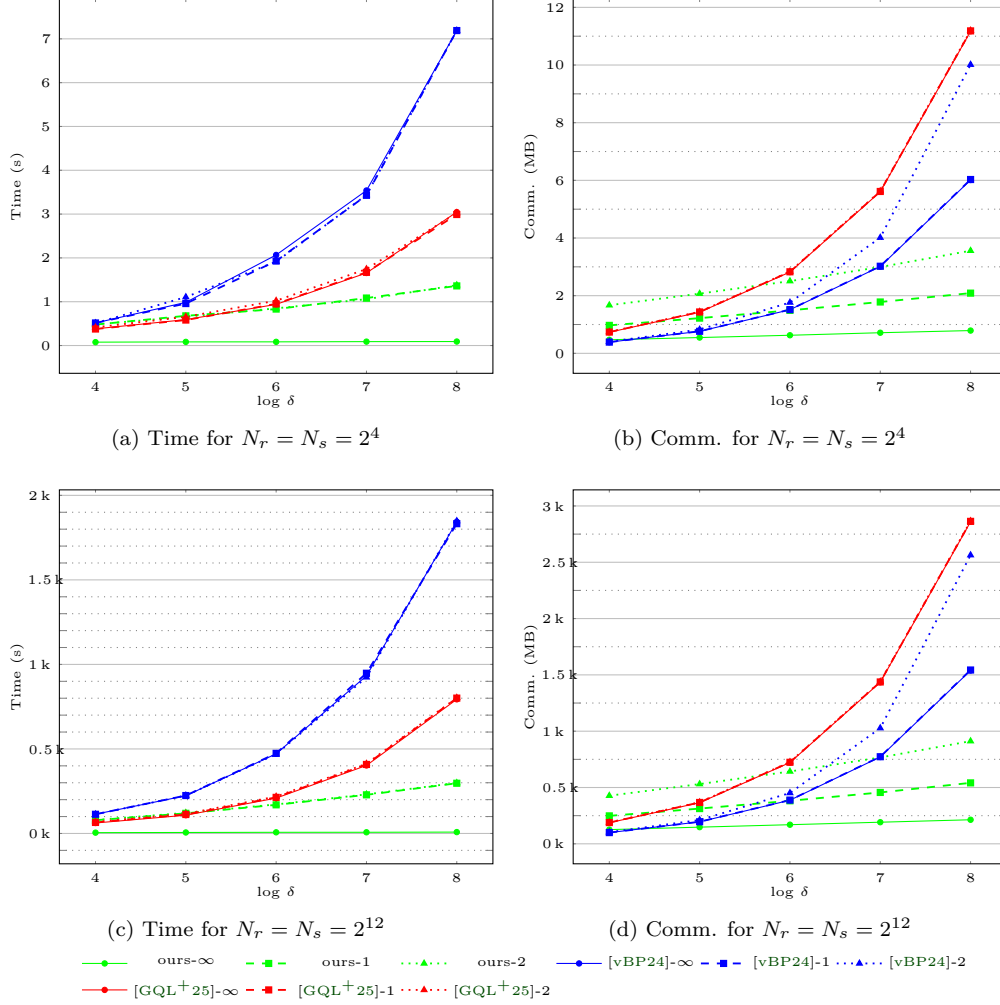 7
6
5
4
3
2
1
0
Time (s)
4 5 6 7 8
log δ
(a) Time for N_r = N_s = 2^4
12
10
8
6
4
2
0
Comm. (MB)
4 5 6 7 8
log δ
(b) Comm. for N_r = N_s = 2^4
2 k
1.5 k
1 k
0.5 k
0 k
Time (s)
4 5 6 7 8
log δ
(c) Time for N_r = N_s = 2^12
3 k
2.5 k
2 k
1.5 k
1 k
0.5 k
0 k
Comm. (MB)
4 5 6 7 8
log δ
(d) Comm. for N_r = N_s = 2^12
ours-∞ ours-1 ours-2 [vBP24]-∞ [vBP24]-1 [vBP24]-2
[GQL+25]-∞ [GQL+25]-1 [GQL+25]-2